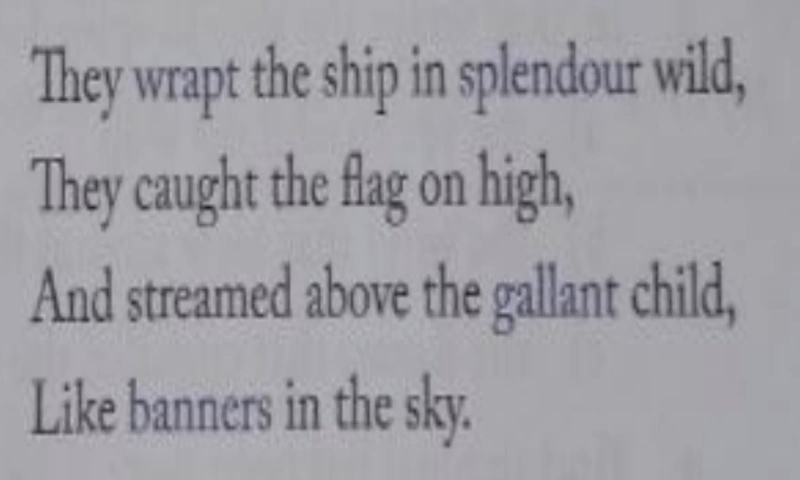 They wrapt the ship in splendour wild,
They caught the flag on high,
And streamed above the gallant child,
Like banners in the sky.